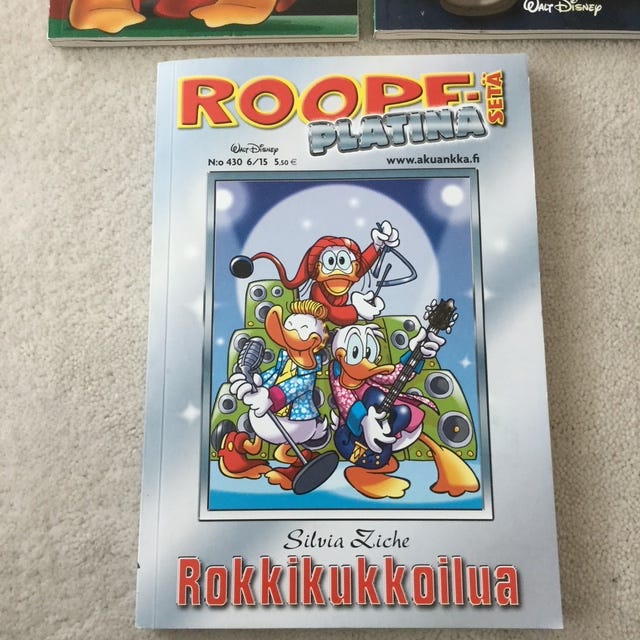 Walt Disney
ROOPE-
SETÄ
PLATINA
Walt Disney
N:o 430 6/15 5,50 €
www.akuankka.fi
Silvia Ziche
Rokkikukkoilua